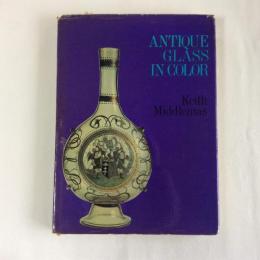 ANTIQUE
GLASS
IN COLOR
Keith
Middlemas